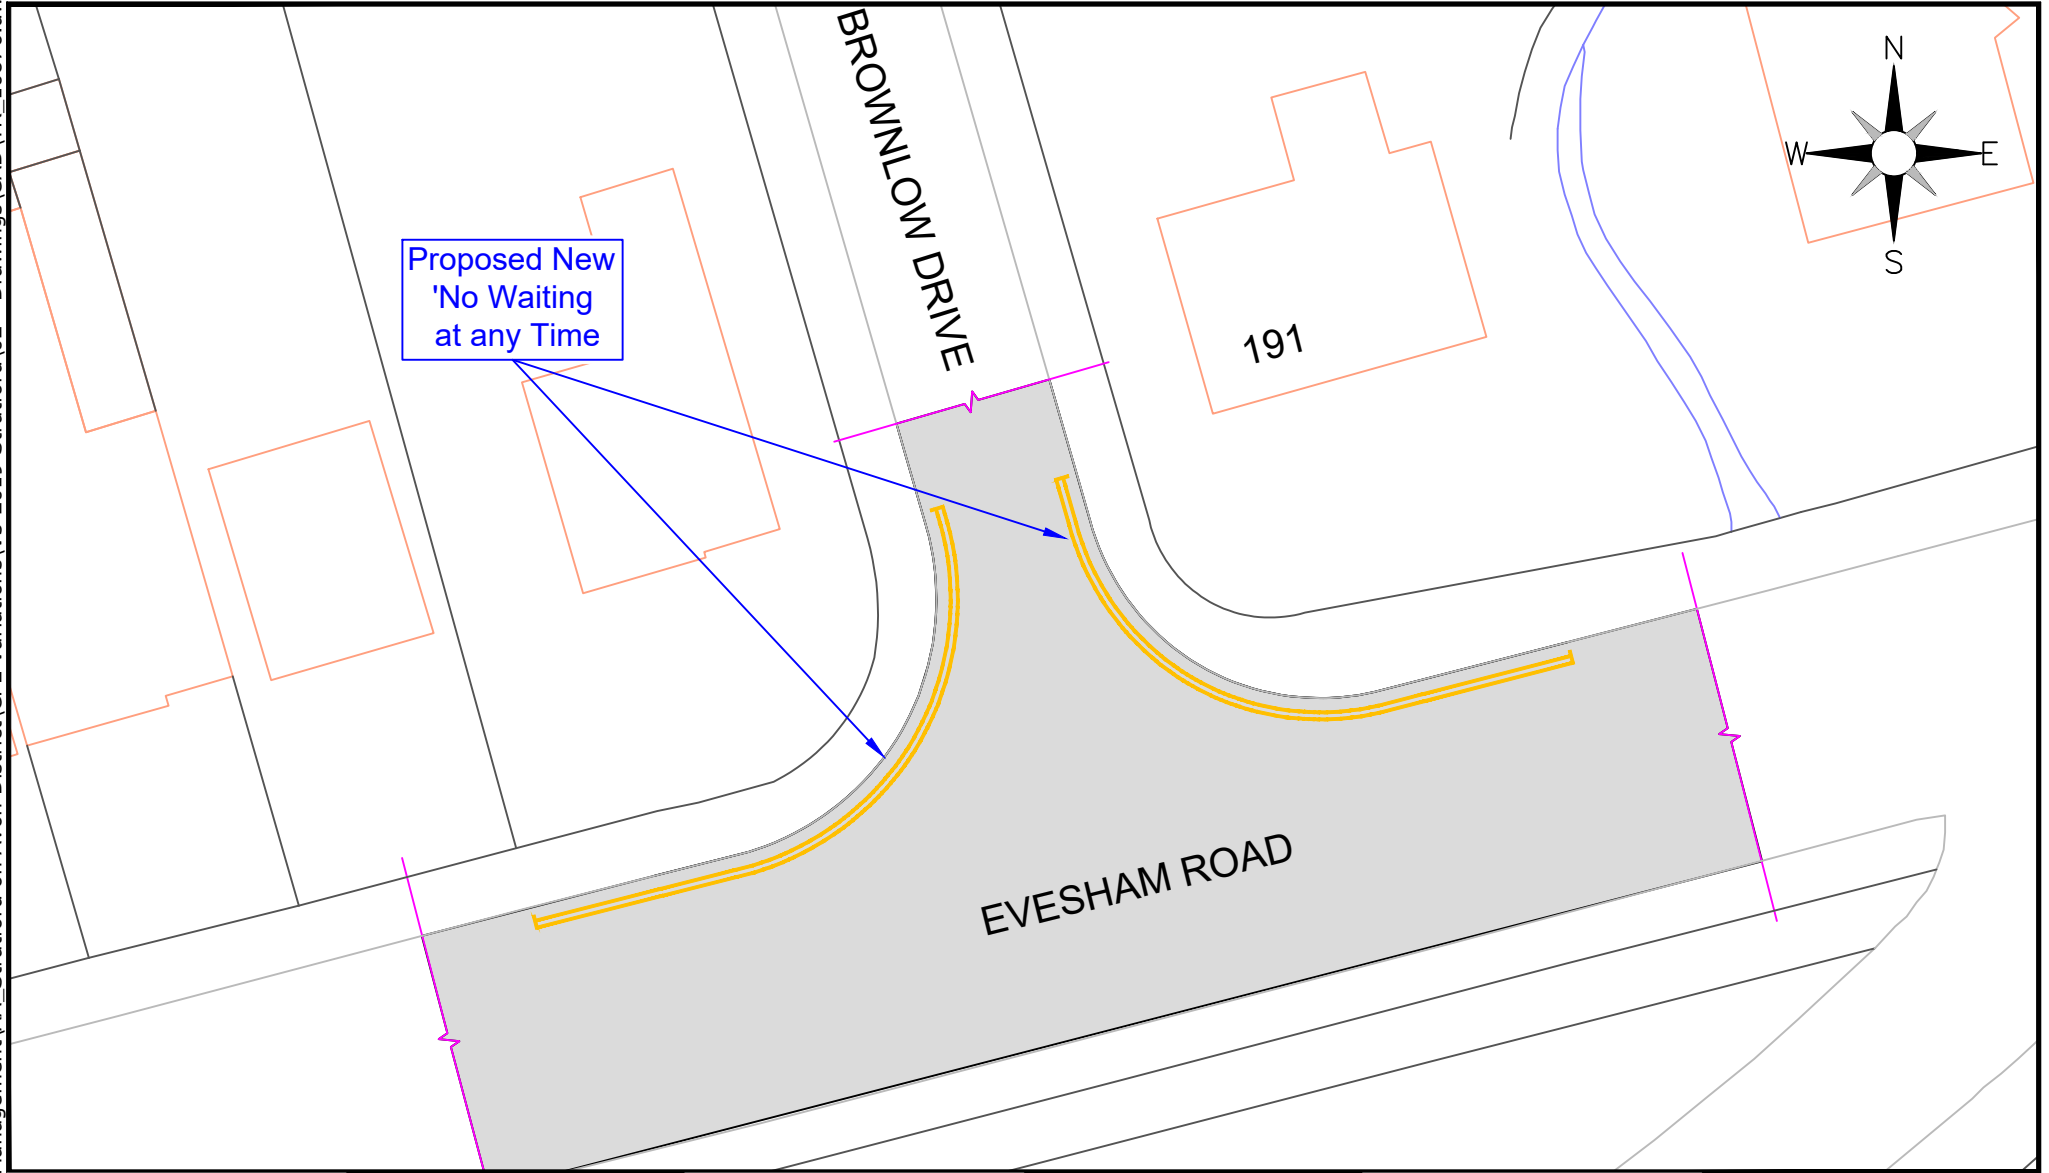 BROWNLOW DRIVE
N
W
E
S
Proposed New
'No Waiting
at any Time
191
EVESHAM ROAD